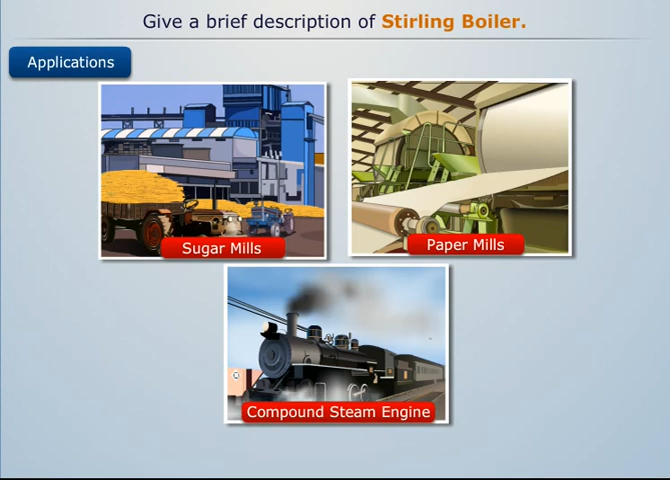 Give a brief description of Stirling Boiler.
Applications
Sugar Mills
Paper Mills
Compound Steam Engine